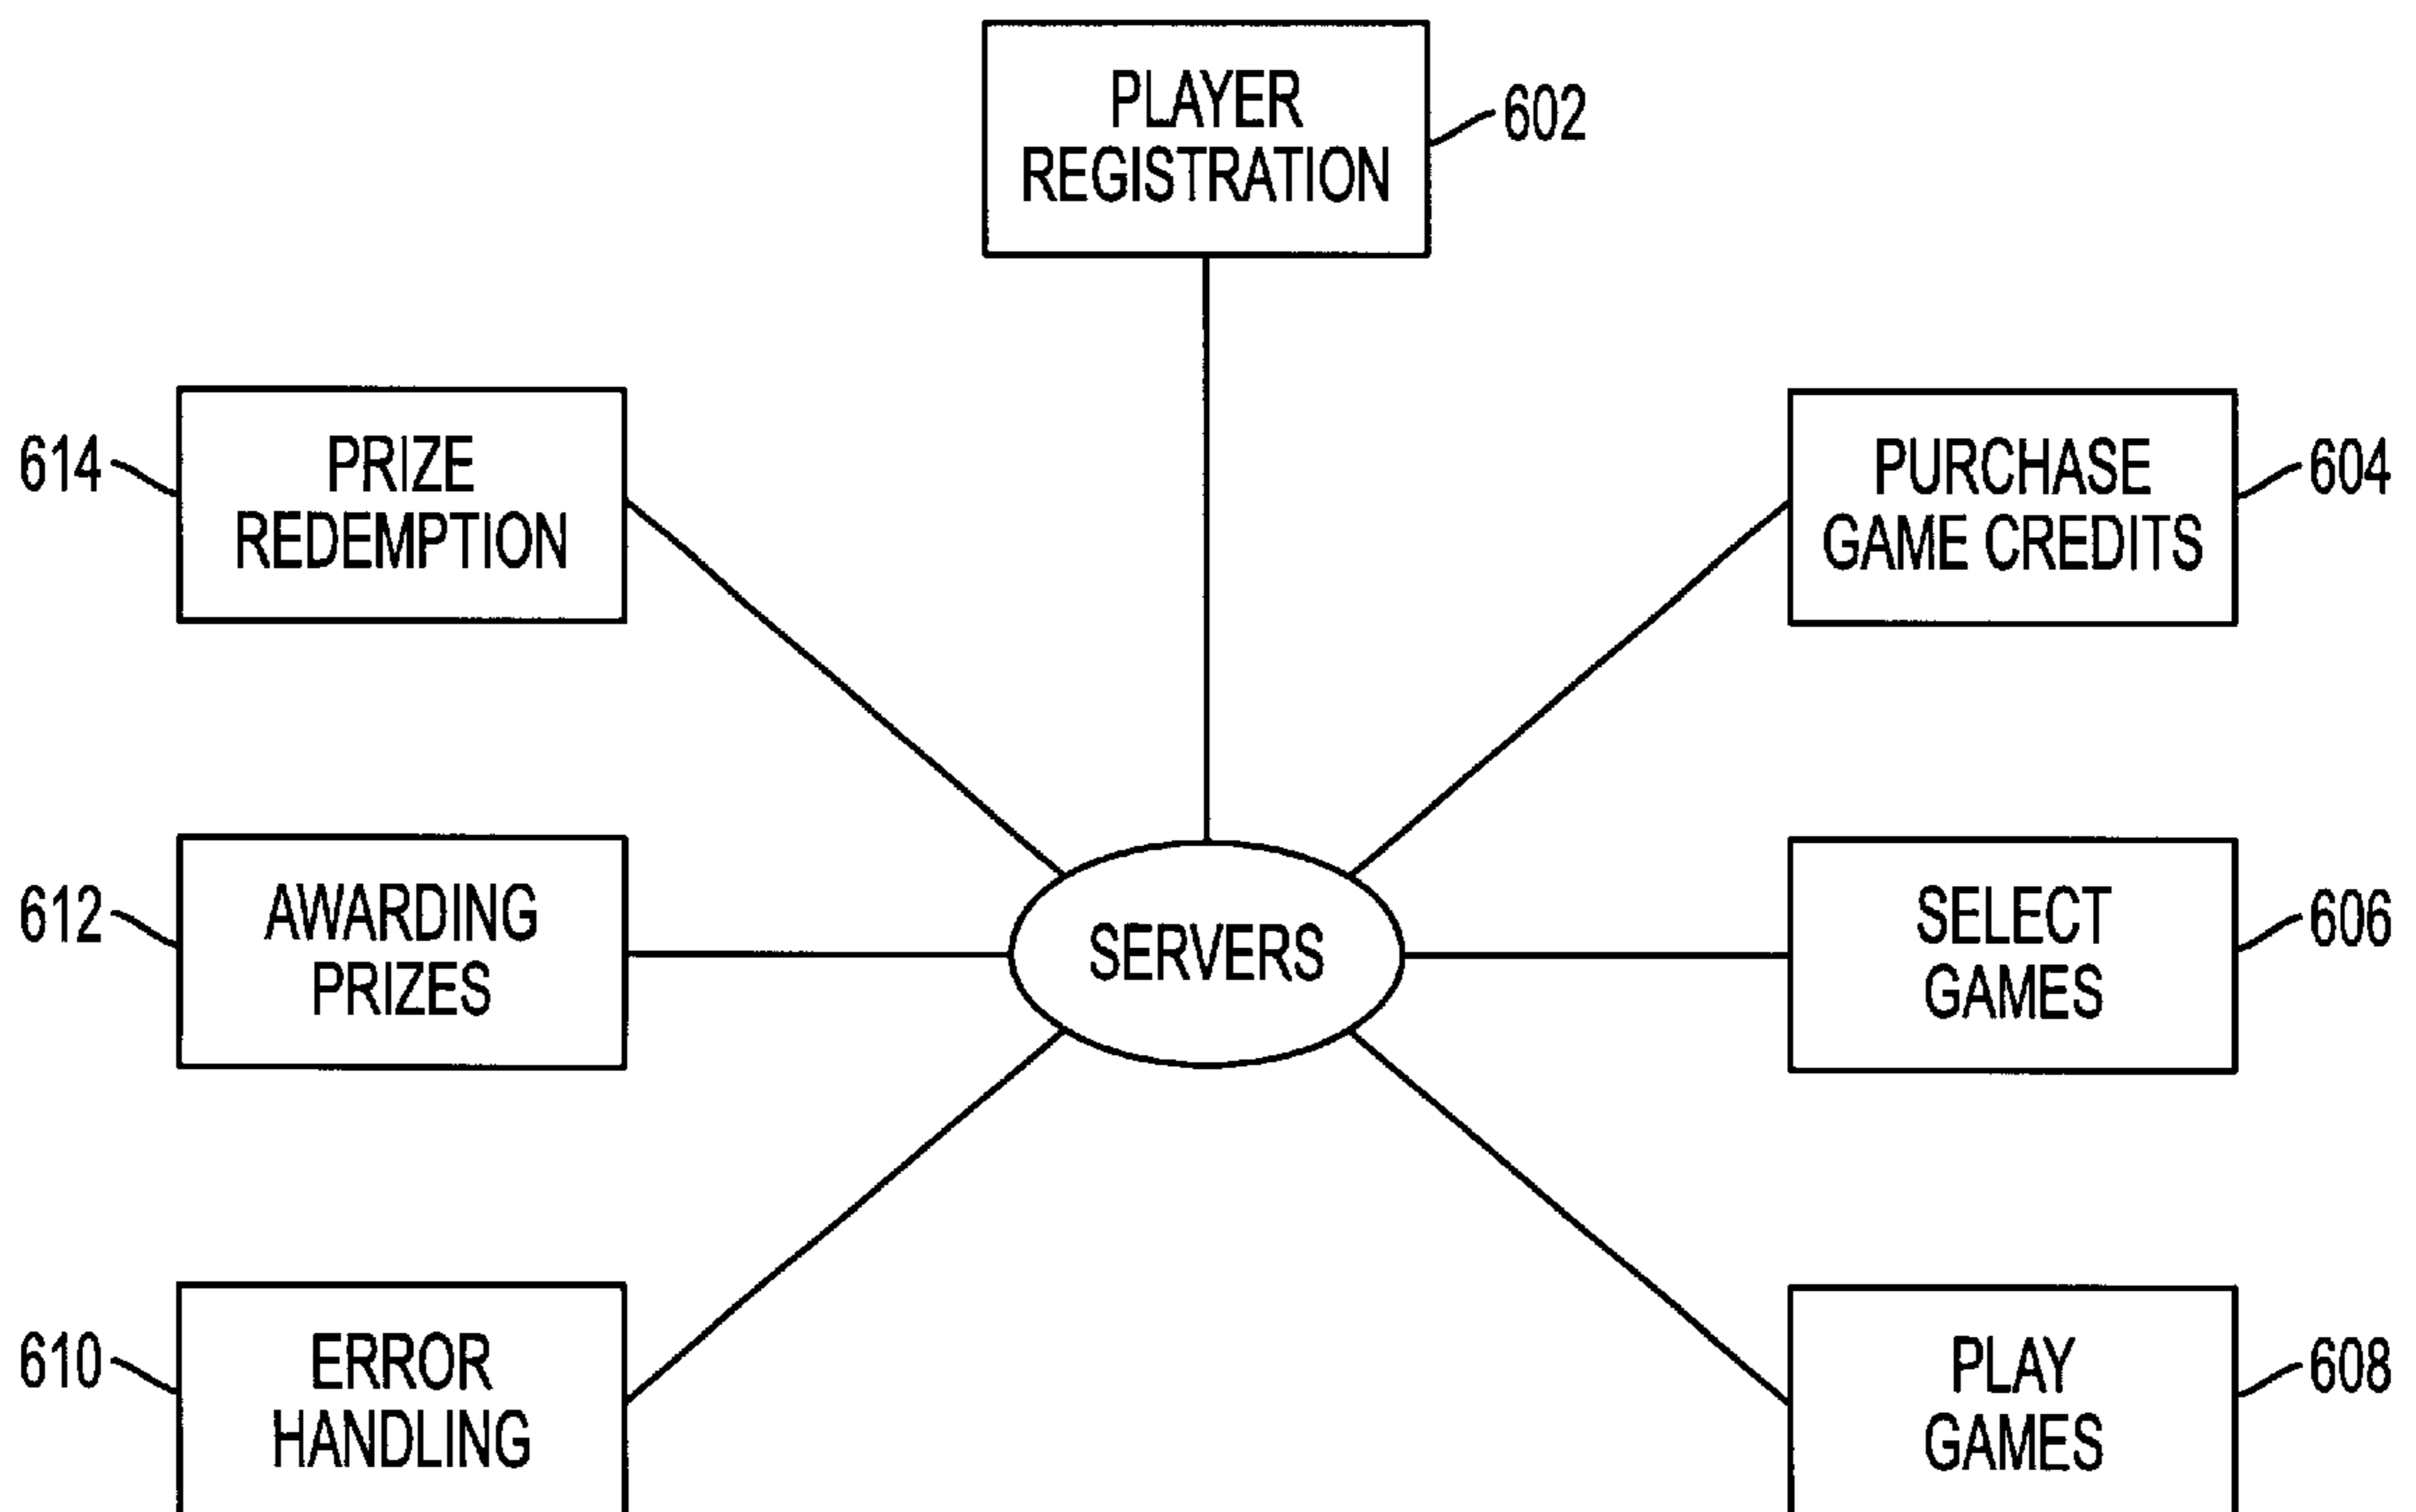 PLAYER
REGISTRATION
602
614
PRIZE
REDEMPTION
PURCHASE
GAME CREDITS
604
612
AWARDING
PRIZES
SERVERS
SELECT
GAMES
606
610
ERROR
HANDLING
PLAY
GAMES
608